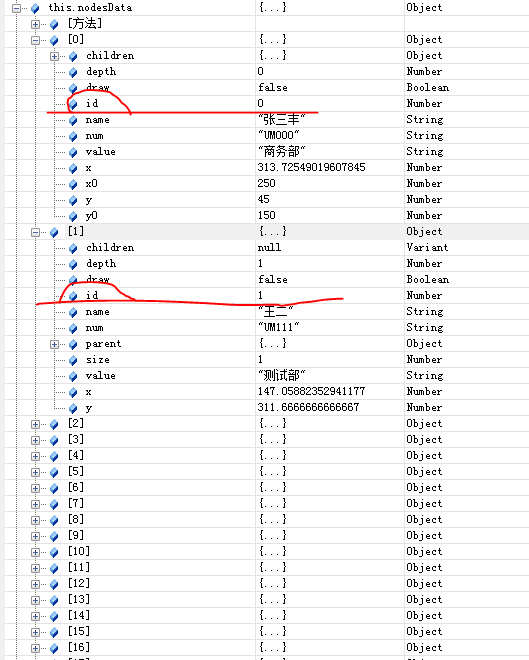 this.nodesData {...} Object
[方法]
[0] {...} Object
children {...} Object
depth 0 Number
draw false Boolean
id 0 Number
name "张三丰" String
num "UM000" String
value "商务部" String
x 313.72549019607845 Number
x0 250 Number
y 45 Number
y0 150 Number
[1] {...} Object
children null Variant
depth 1 Number
draw false Boolean
id 1 Number
name "王二" String
num "UM111" String
parent {...} Object
size 1 Number
value "测试部" String
x 147.05882352941177 Number
y 311.6666666666667 Number
[2] {...} Object
[3] {...} Object
[4] {...} Object
[5] {...} Object
[6] {...} Object
[7] {...} Object
[8] {...} Object
[9] {...} Object
[10] {...} Object
[11] {...} Object
[12] {...} Object
[13] {...} Object
[14] {...} Object
[15] {...} Object
[16] {...} Object